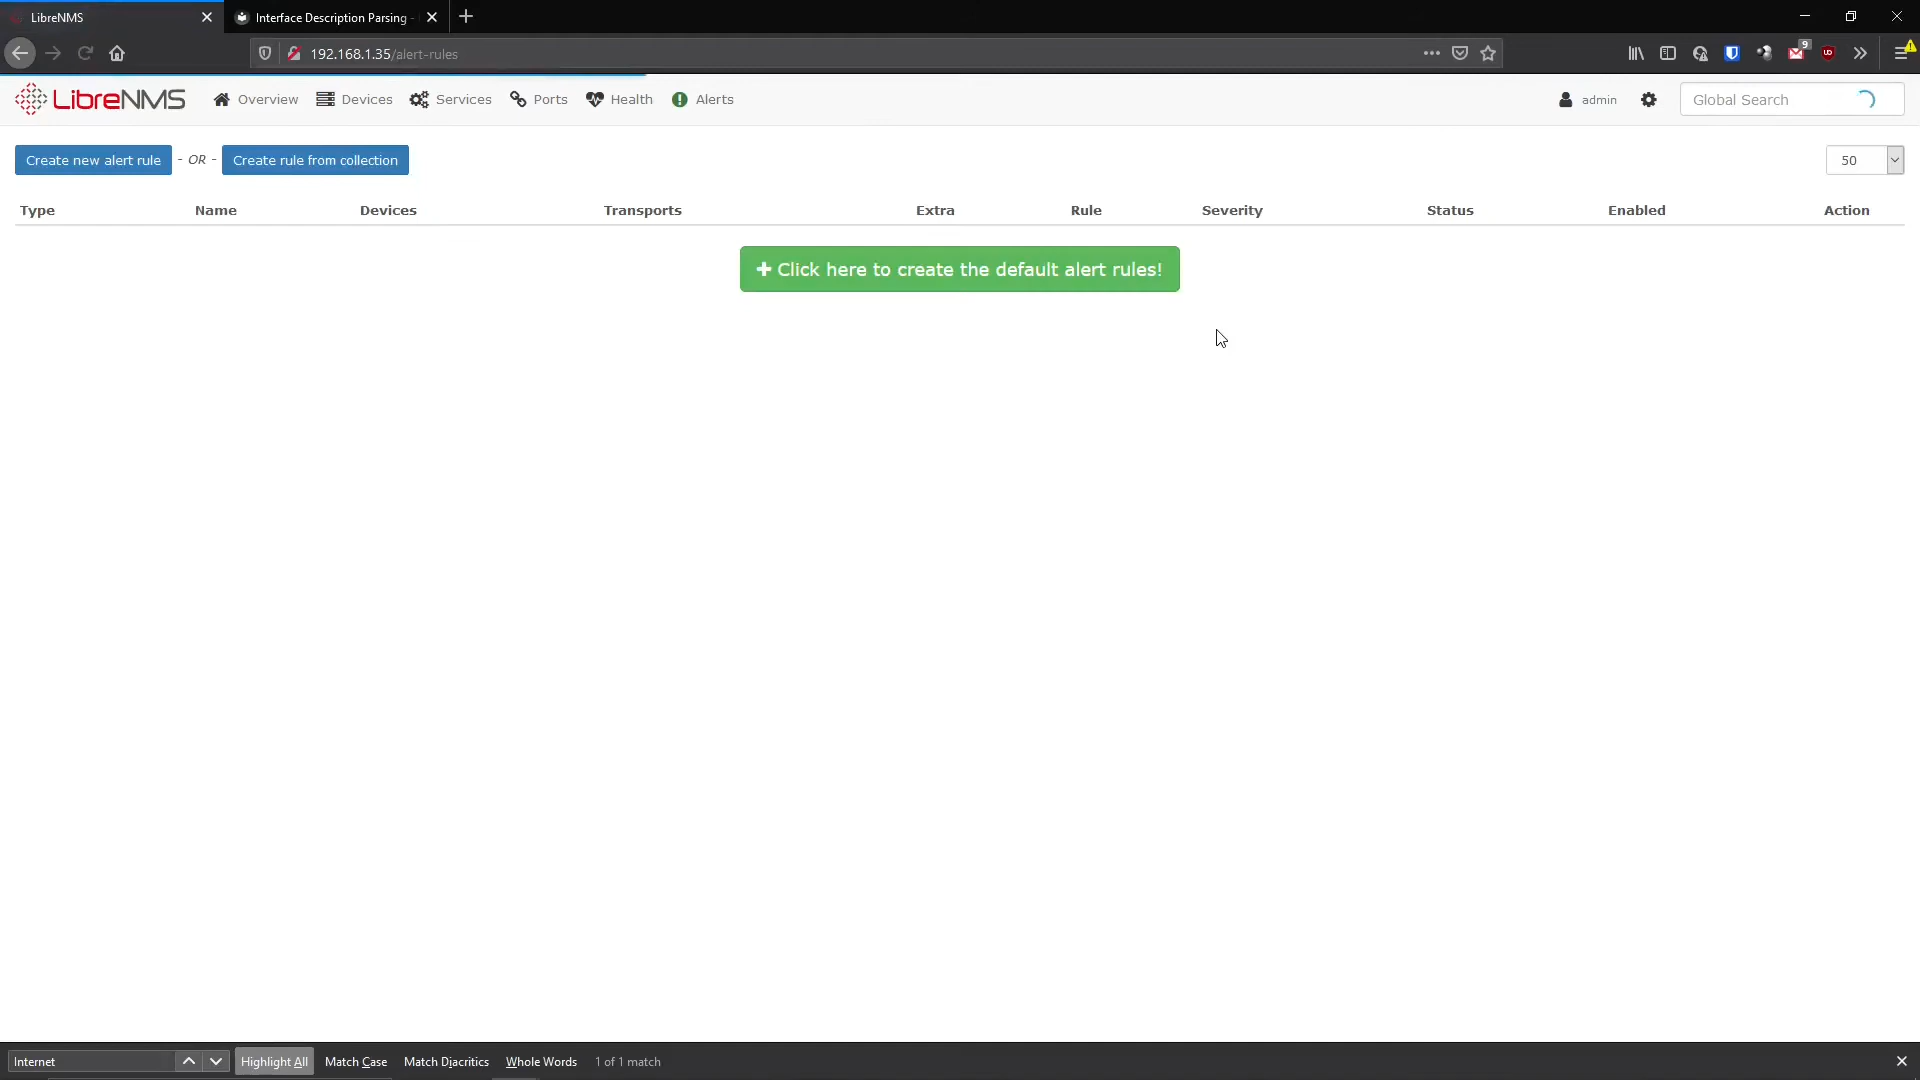 LibreNMS
Interface Description Parsing -
192.168.1.35/alert-rules
9
UD
LibreNMS
Overview
Devices
Services
Ports
Health
Alerts
admin
Global Search
Create new alert rule
- OR -
Create rule from collection
50
Type Name Devices Transports Extra Rule Severity Status Enabled Action
Click here to create the default alert rules!
Internet
Highlight All
Match Case
Match Diacritics
Whole Words
1 of 1 match